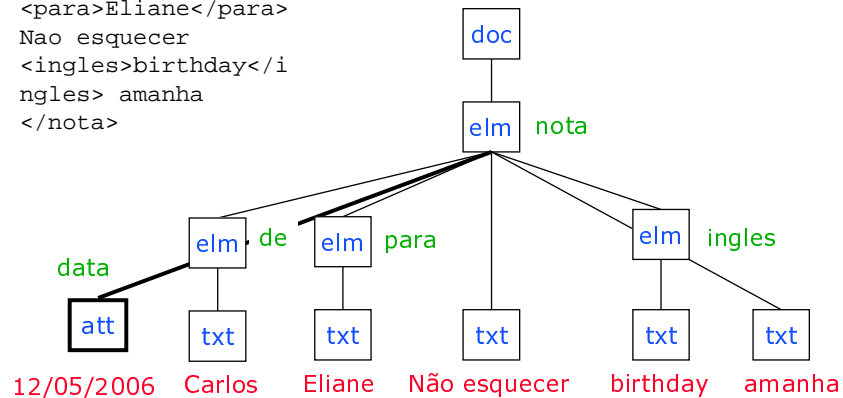 <para>Eliane</para>
Nao esquecer
<ingles>birthday</i
ngles> amanha
</nota>
doc
elm nota
elm de elm para elm ingles
data
att txt txt txt txt txt
12/05/2006 Carlos Eliane Não esquecer birthday amanha